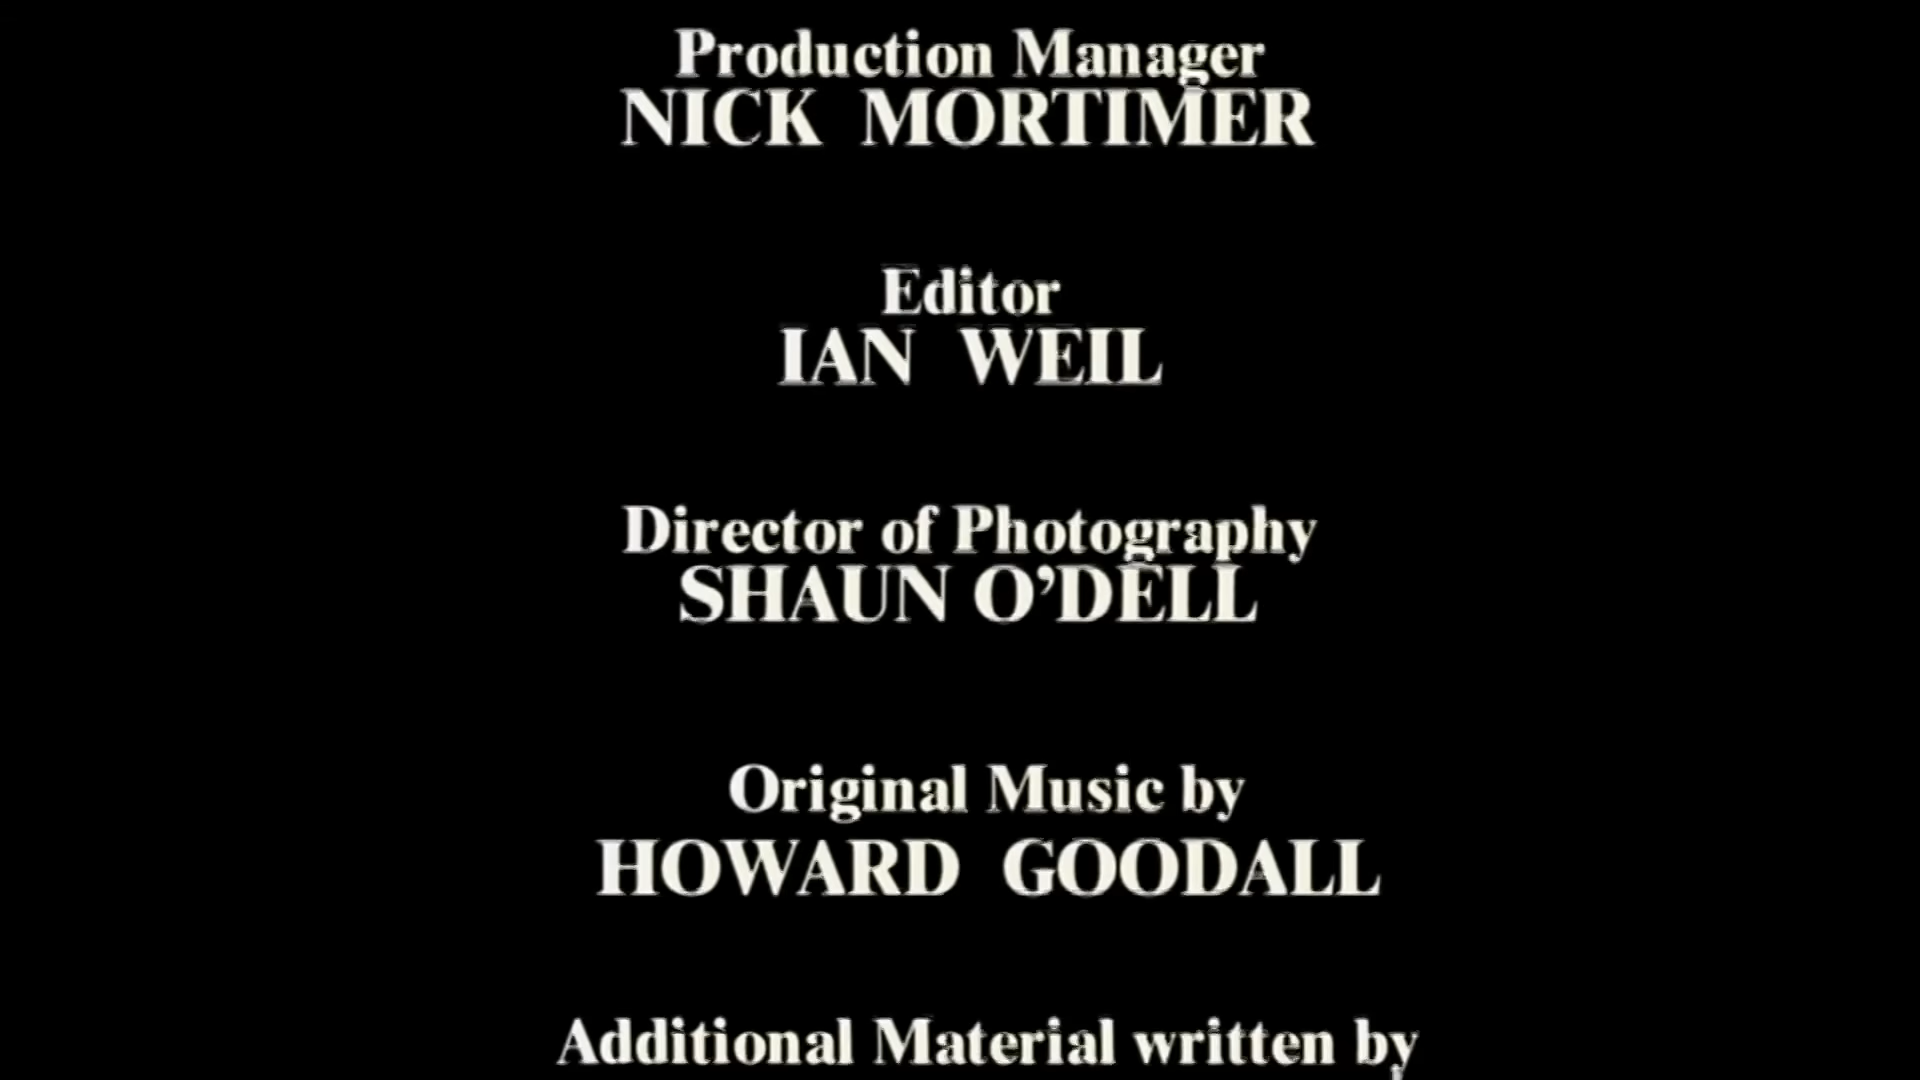 Production Manager
NICK MORTIMER
Editor
IAN WEIL
Director of Photography
SHAUN O’DELL
Original Music by
HOWARD GOODALL
Additional Material written by